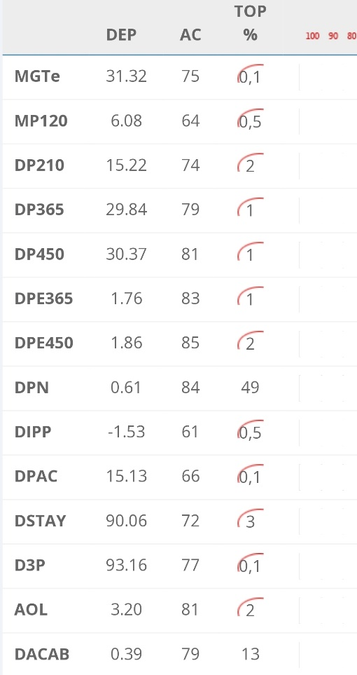 TOP
DEP AC % 100 90 80
MGTe 31.32 75 0,1
MP120 6.08 64 0,5
DP210 15.22 74 2
DP365 29.84 79 1
DP450 30.37 81 1
DPE365 1.76 83 1
DPE450 1.86 85 2
DPN 0.61 84 49
DIPP -1.53 61 0,5
DPAC 15.13 66 0,1
DSTAY 90.06 72 3
D3P 93.16 77 0,1
AOL 3.20 81 2
DACAB 0.39 79 13